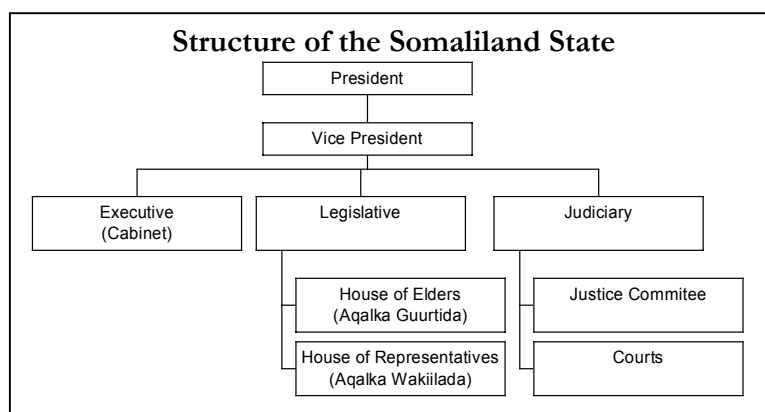 Structure of the Somaliland State
President
Vice President
Executive
(Cabinet)
Legislative
Judiciary
House of Elders
(Aqalka Guurtida)
Justice Commitee
House of Representatives
(Aqalka Wakiilada)
Courts